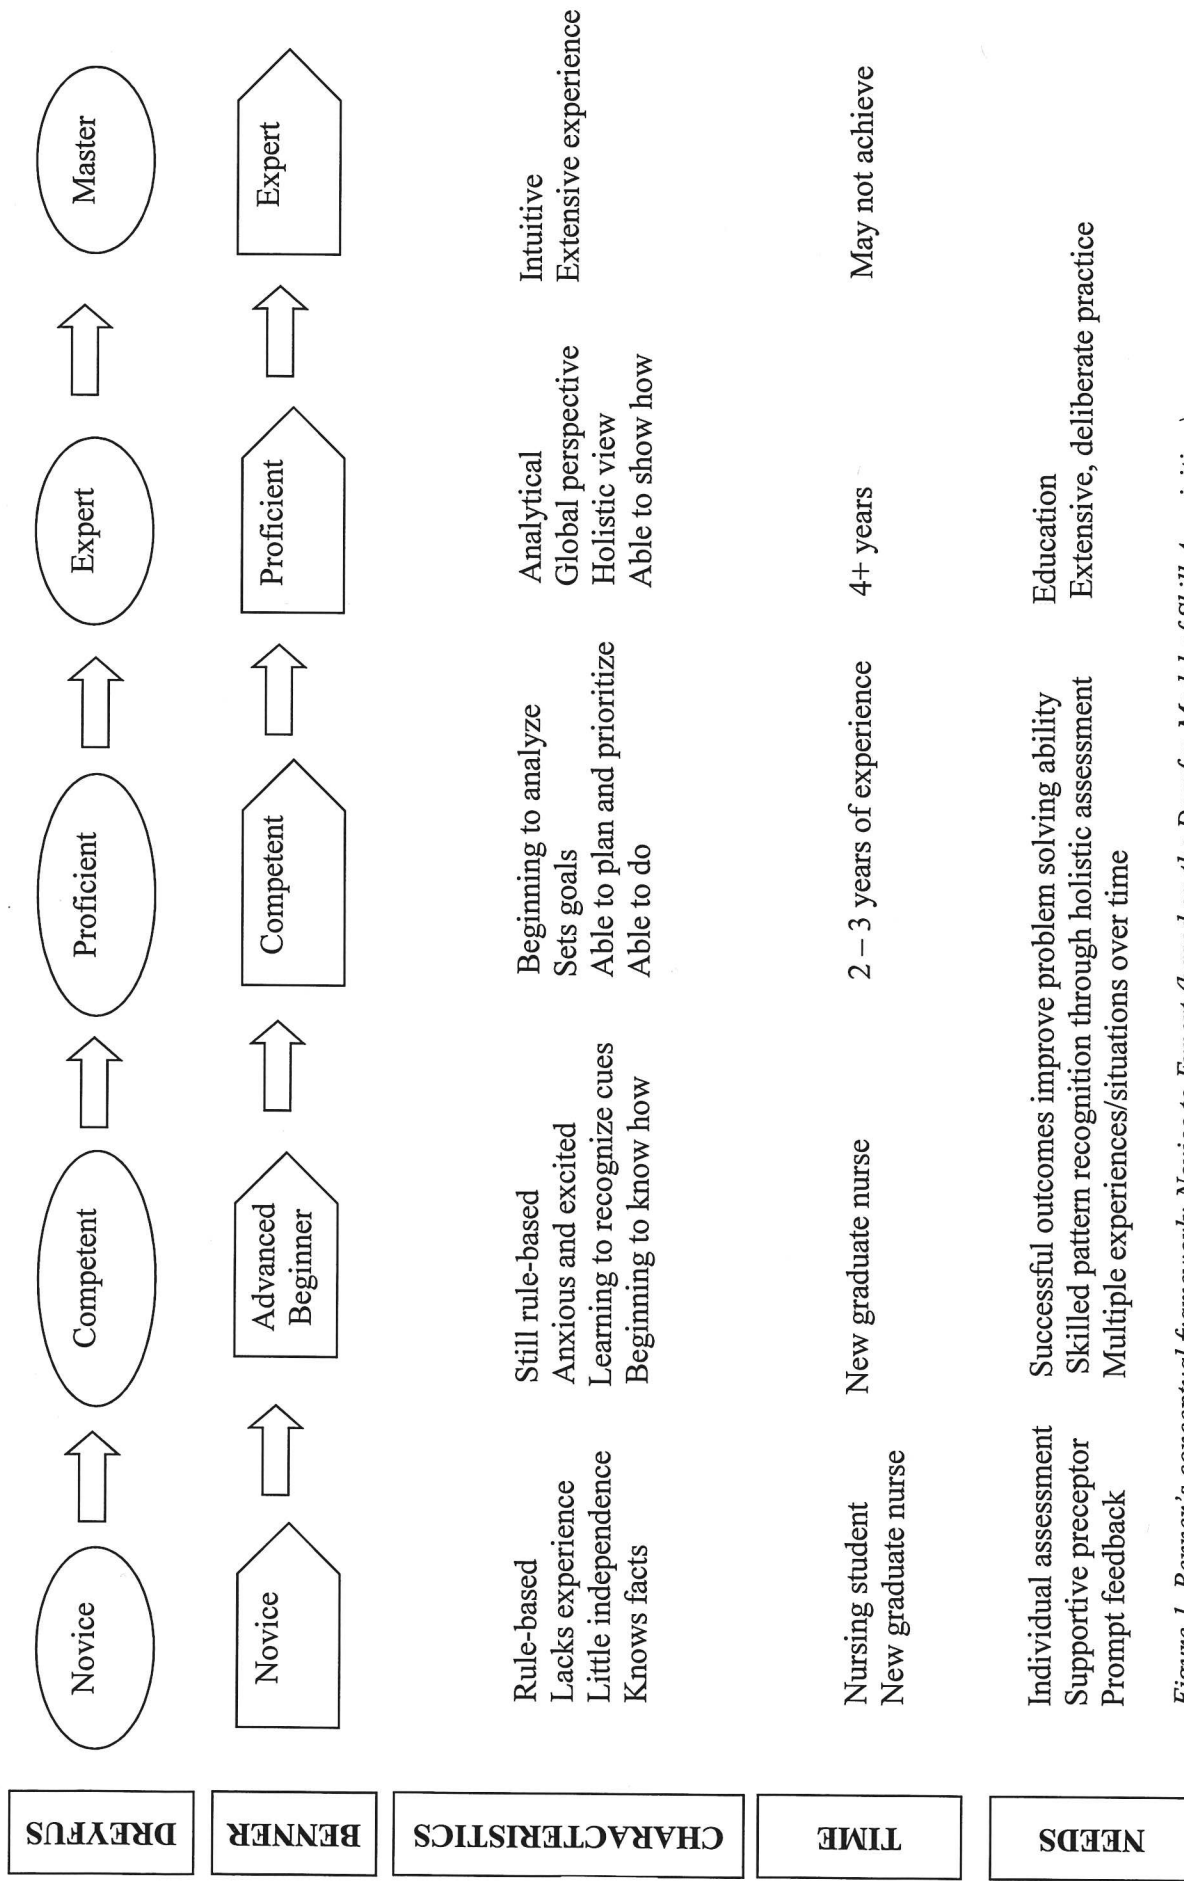 DREYFUS
Novice
Competent
Proficient
Expert
Master
BENNER
Novice
Advanced
Beginner
Competent
Proficient
Expert
CHARACTERISTICS
Rule-based
Lacks experience
Little independence
Knows facts
Still rule-based
Anxious and excited
Learning to recognize cues
Beginning to know how
Beginning to analyze
Sets goals
Able to plan and prioritize
Able to do
Analytical
Global perspective
Holistic view
Able to show how
Intuitive
Extensive experience
TIME
Nursing student
New graduate nurse
New graduate nurse
2 – 3 years of experience
4+ years
May not achieve
NEEDS
Individual assessment
Supportive preceptor
Prompt feedback
Successful outcomes improve problem solving ability
Skilled pattern recognition through holistic assessment
Multiple experiences/situations over time
Education
Extensive, deliberate practice
Figure 1. Benner's conceptual framework: Novice to Expert (based on the Dreyfus Model of Skill